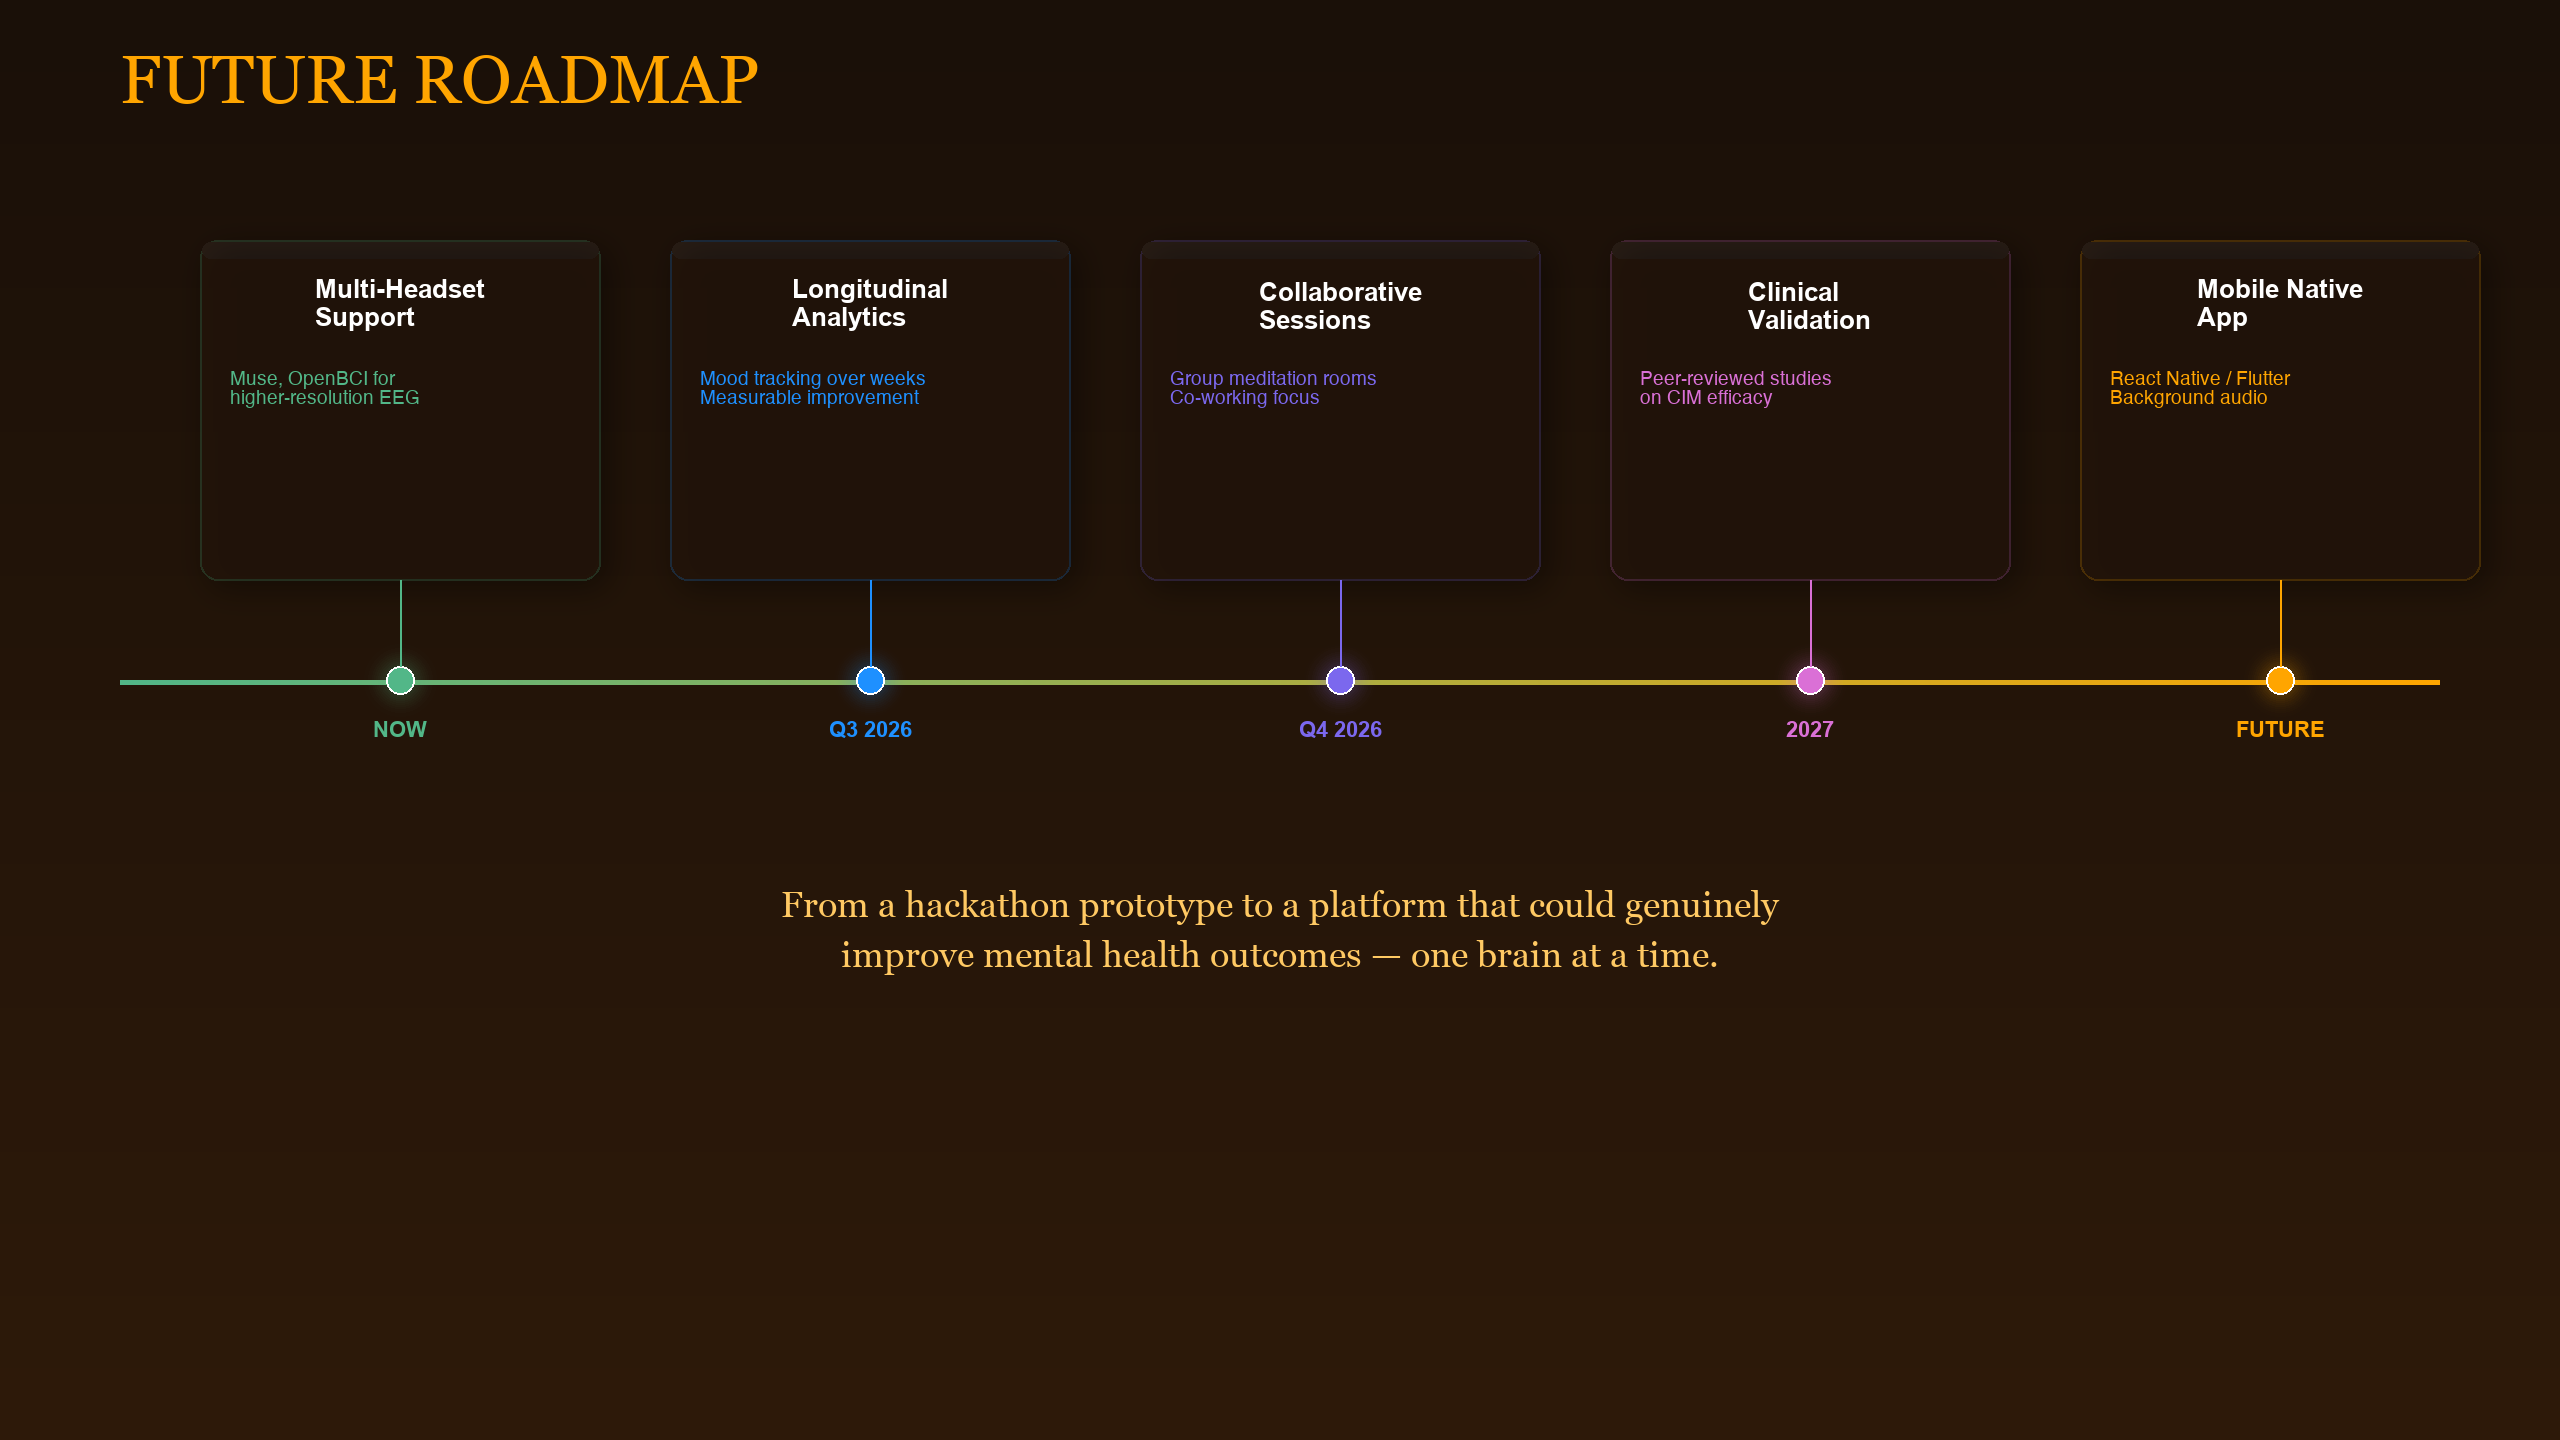 FUTURE ROADMAP
Multi-Headset
Support
Muse, OpenBCI for
higher-resolution EEG
Longitudinal
Analytics
Mood tracking over weeks
Measurable improvement
Collaborative
Sessions
Group meditation rooms
Co-working focus
Clinical
Validation
Peer-reviewed studies
on CIM efficacy
Mobile Native
App
React Native / Flutter
Background audio
NOW
Q3 2026
Q4 2026
2027
FUTURE
From a hackathon prototype to a platform that could genuinely
improve mental health outcomes — one brain at a time.